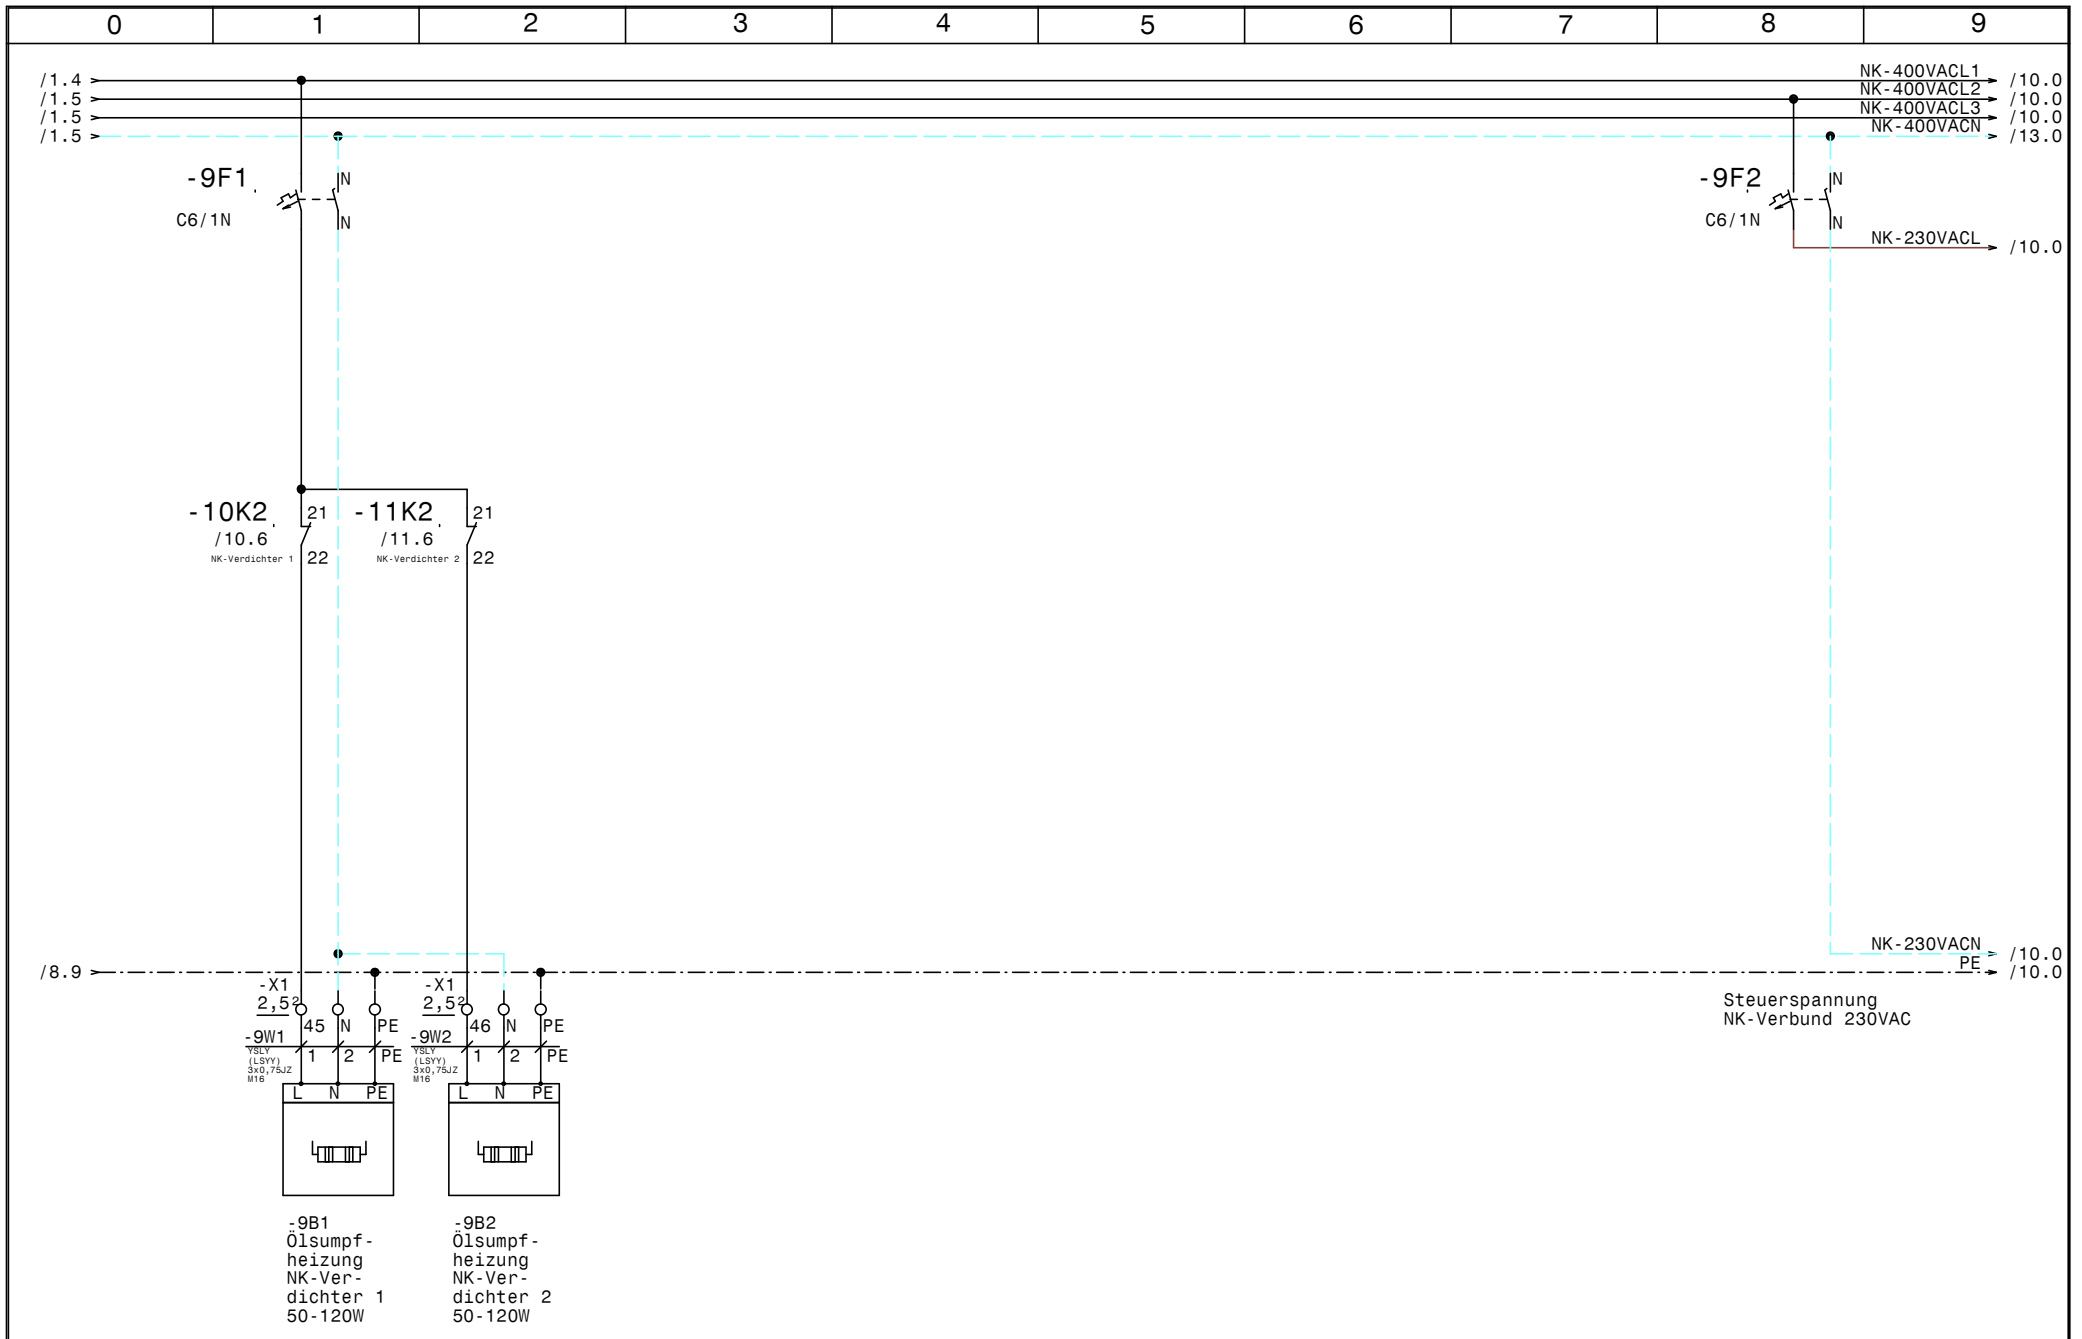 0 1 2 3 4 5 6 7 8 9
/1.4 NK-400VACL1 /10.0
/1.5 NK-400VACL2 /10.0
/1.5 NK-400VACL3 /10.0
/1.5 NK-400VACN /13.0
-9F1 N
C6/1N N
-9F2 N
C6/1N N
NK-230VACL /10.0
-10K2 21
/10.6
NK-Verdichter 1 22
-11K2 21
/11.6
NK-Verdichter 2 22
NK-230VACN /10.0
/8.9 PE /10.0
-X1
2,5²
45 N PE
-9W1
YSLY
(LSYY)
3x0,75JZ
M16
1 2 PE
L N PE
-X1
2,5²
46 N PE
-9W2
YSLY
(LSYY)
3x0,75JZ
M16
1 2 PE
L N PE
Steuerspannung
NK-Verbund 230VAC
-9B1
Ölsumpf-
heizung
NK-Ver-
dichter 1
50-120W
-9B2
Ölsumpf-
heizung
NK-Ver-
dichter 2
50-120W